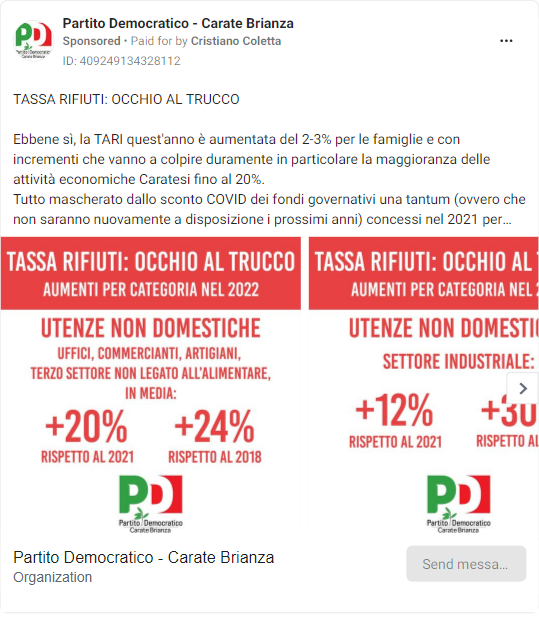 Partito Democratico - Carate Brianza
Sponsored • Paid for by Cristiano Coletta
ID: 409249134328112
PD
Partito Democratico
Carate Brianza
TASSA RIFIUTI: OCCHIO AL TRUCCO
Ebbene sì, la TARI quest'anno è aumentata del 2-3% per le famiglie e con
incrementi che vanno a colpire duramente in particolare la maggioranza delle
attività economiche Caratesi fino al 20%.
Tutto mascherato dallo sconto COVID dei fondi governativi una tantum (ovvero che
non saranno nuovamente a disposizione i prossimi anni) concessi nel 2021 per...
TASSA RIFIUTI: OCCHIO AL TRUCCO
AUMENTI PER CATEGORIA NEL 2022
UTENZE NON DOMESTICHE
UFFICI, COMMERCIANTI, ARTIGIANI,
TERZO SETTORE NON LEGATO ALL'ALIMENTARE,
IN MEDIA:
+20% +24%
RISPETTO AL 2021 RISPETTO AL 2018
PD
Partito Democratico
Carate Brianza
TASSA RIFIUTI: OCCHIO AL
AUMENTI PER CATEGORIA NEL
UTENZE NON DOMESTI
SETTORE INDUSTRIALE:
+12% +30
RISPETTO AL 2021 RISPETTO A
PD
Partito Democratico
Carate Brianza
Partito Democratico - Carate Brianza
Organization
Send messa...